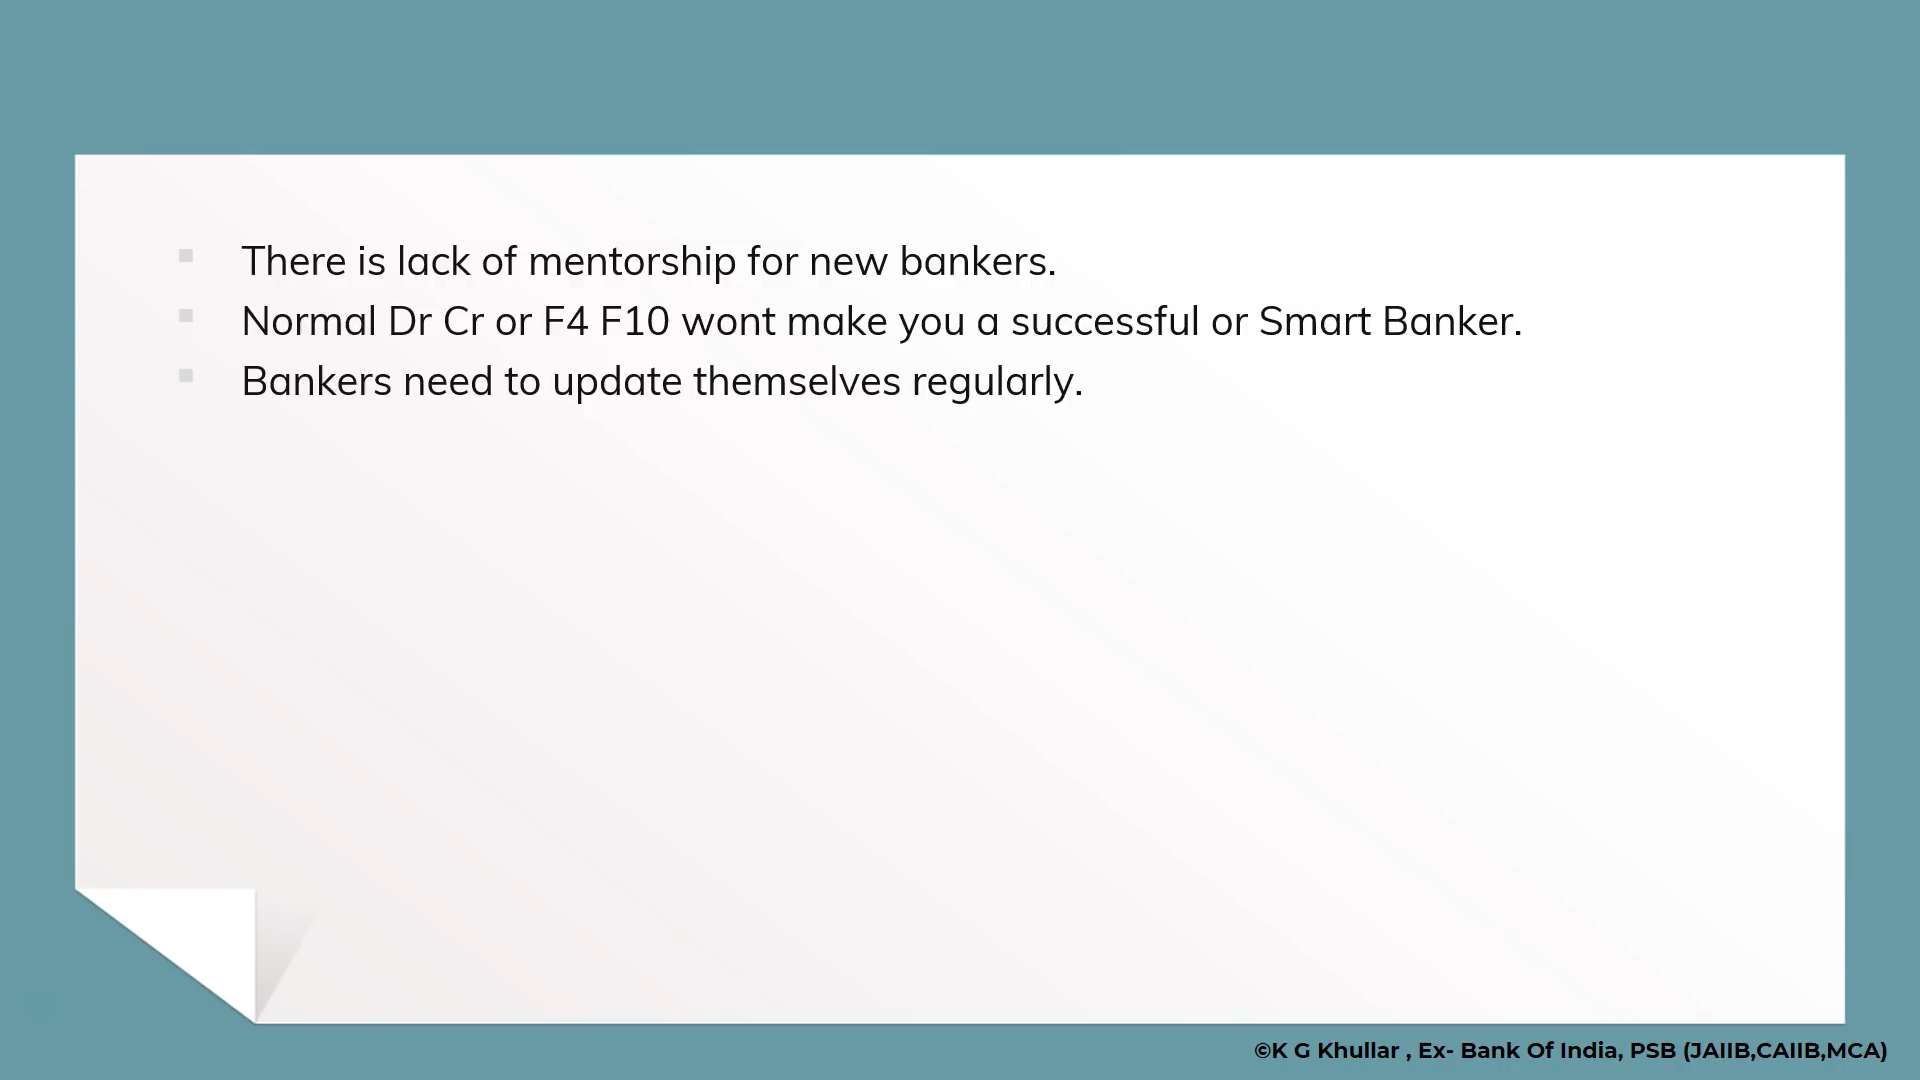 There is lack of mentorship for new bankers.
Normal Dr Cr or F4 F10 wont make you a successful or Smart Banker.
Bankers need to update themselves regularly.
©K G Khullar , Ex- Bank Of India, PSB (JAIIB,CAIIB,MCA)